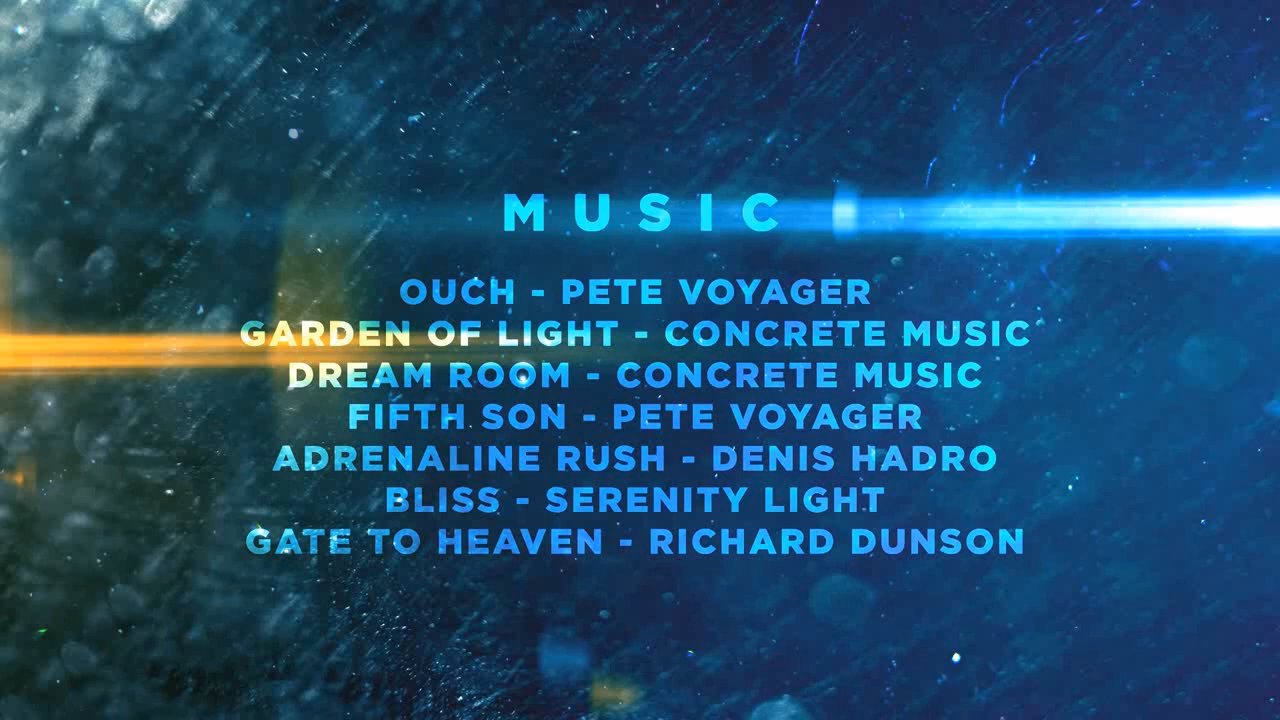 MUSIC
OUCH - PETE VOYAGER
GARDEN OF LIGHT - CONCRETE MUSIC
DREAM ROOM - CONCRETE MUSIC
FIFTH SON - PETE VOYAGER
ADRENALINE RUSH - DENIS HADRO
BLISS - SERENITY LIGHT
GATE TO HEAVEN - RICHARD DUNSON